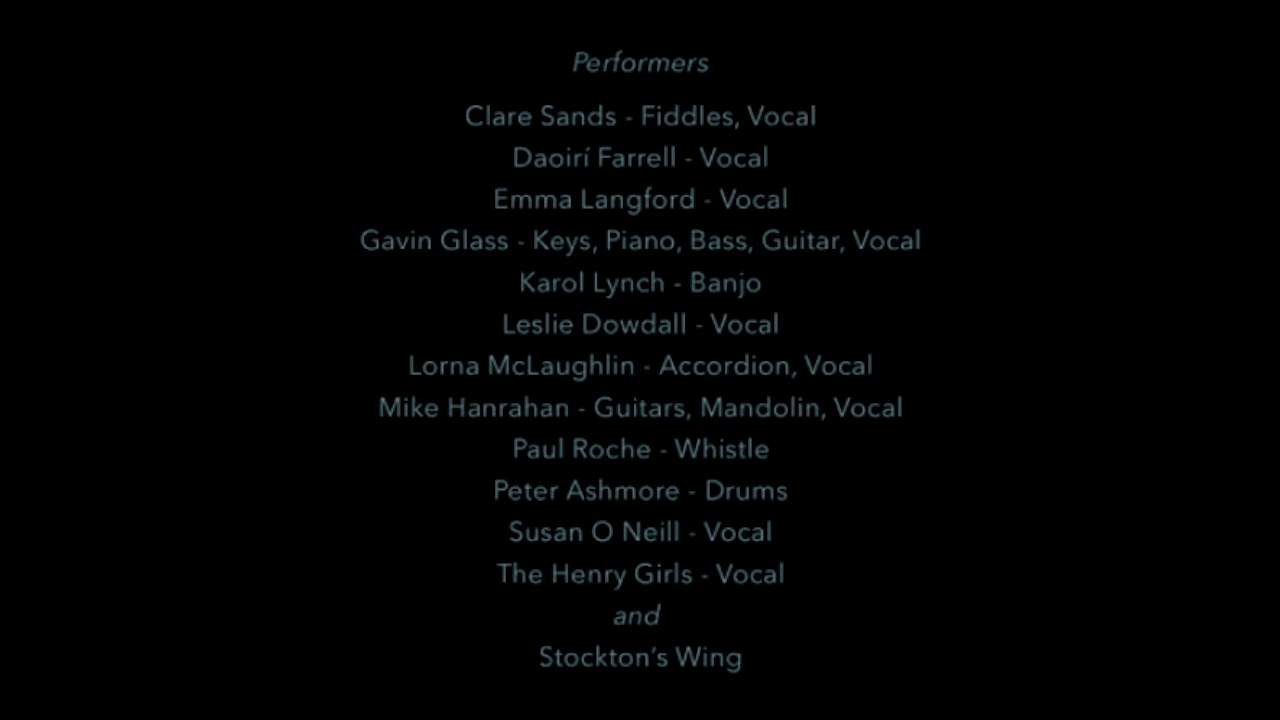 Performers
Clare Sands - Fiddles, Vocal
Daoirí Farrell - Vocal
Emma Langford - Vocal
Gavin Glass - Keys, Piano, Bass, Guitar, Vocal
Karol Lynch - Banjo
Leslie Dowdall - Vocal
Lorna McLaughlin - Accordion, Vocal
Mike Hanrahan - Guitars, Mandolin, Vocal
Paul Roche - Whistle
Peter Ashmore - Drums
Susan O Neill - Vocal
The Henry Girls - Vocal
and
Stockton’s Wing